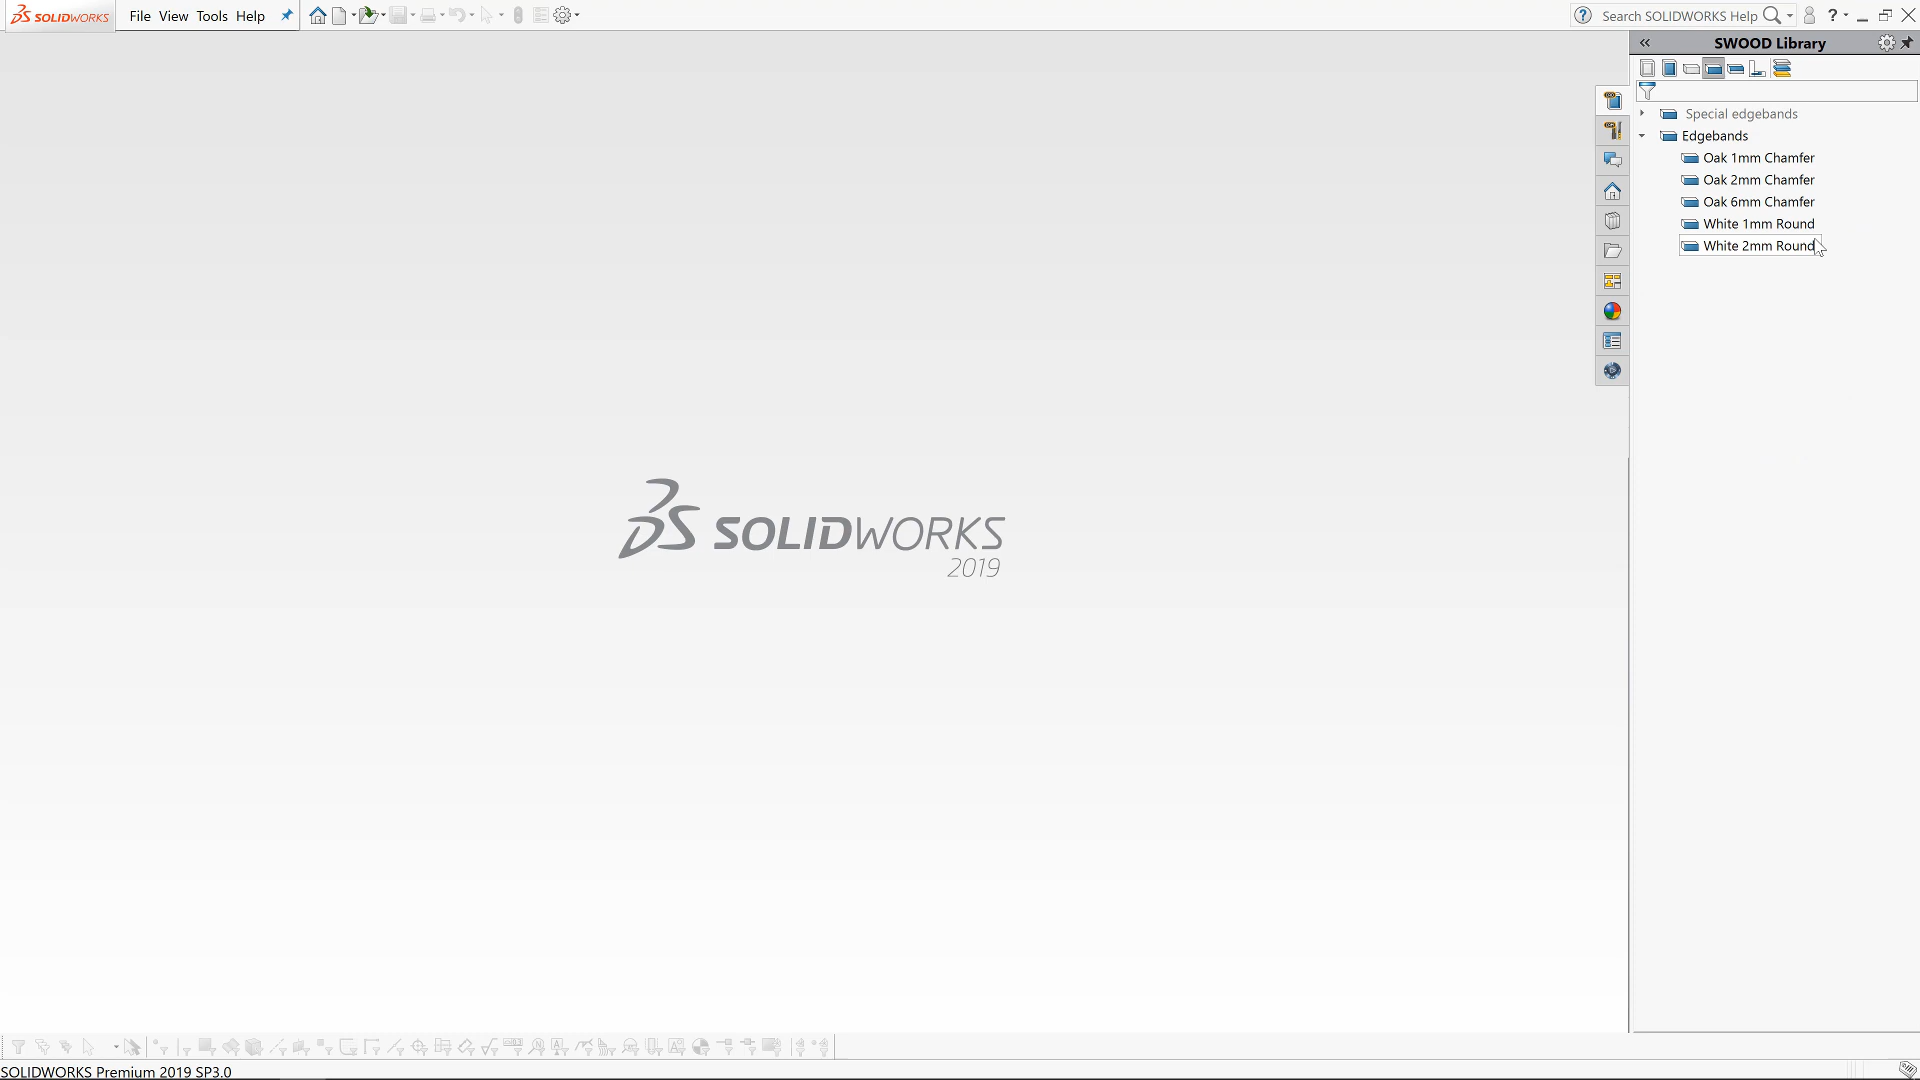 SOLIDWORKS File View Tools Help ? Search SOLIDWORKS Help ?
SWOOD Library
Special edgebands
Edgebands
Oak 1mm Chamfer
Oak 2mm Chamfer
Oak 6mm Chamfer
White 1mm Round
White 2mm Round
SOLIDWORKS
2019
SOLIDWORKS Premium 2019 SP3.0